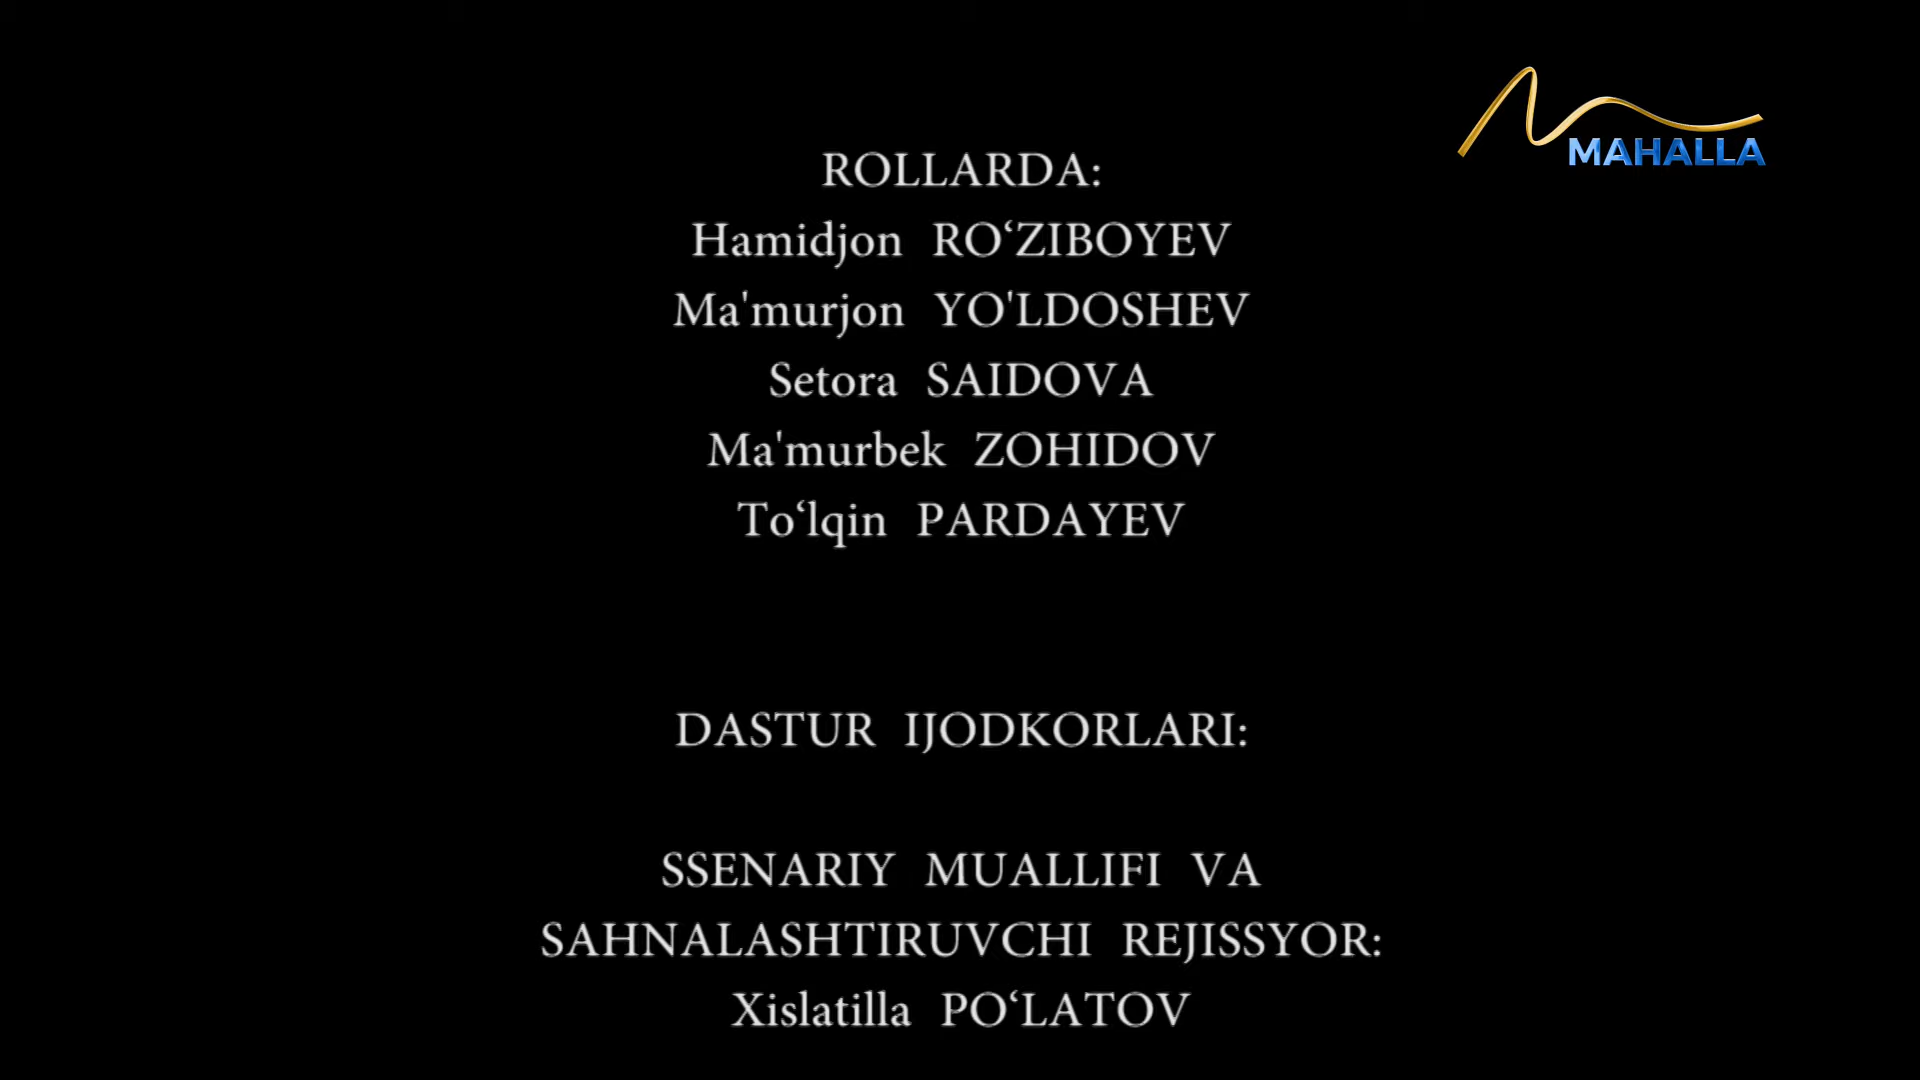 MAHALLA
ROLLARDA:
Hamidjon RO‘ZIBOYEV
Ma'murjon YO'LDOSHEV
Setora SAIDOVA
Ma'murbek ZOHIDOV
To‘lqin PARDAYEV
DASTUR IJODKORLARI:
SSENARIY MUALLIFI VA
SAHNALASHTIRUVCHI REJISSYOR:
Xislatilla PO‘LATOV